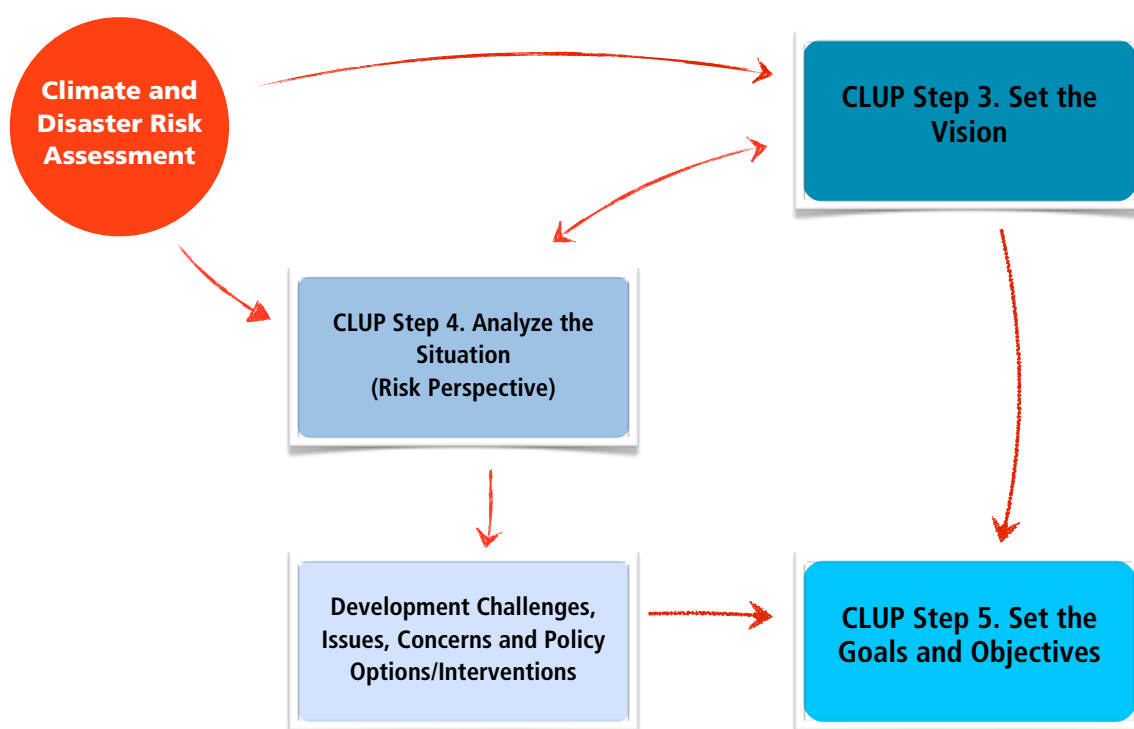 Climate and
Disaster Risk
Assessment
CLUP Step 3. Set the
Vision
CLUP Step 4. Analyze the
Situation
(Risk Perspective)
Development Challenges,
Issues, Concerns and Policy
Options/Interventions
CLUP Step 5. Set the
Goals and Objectives